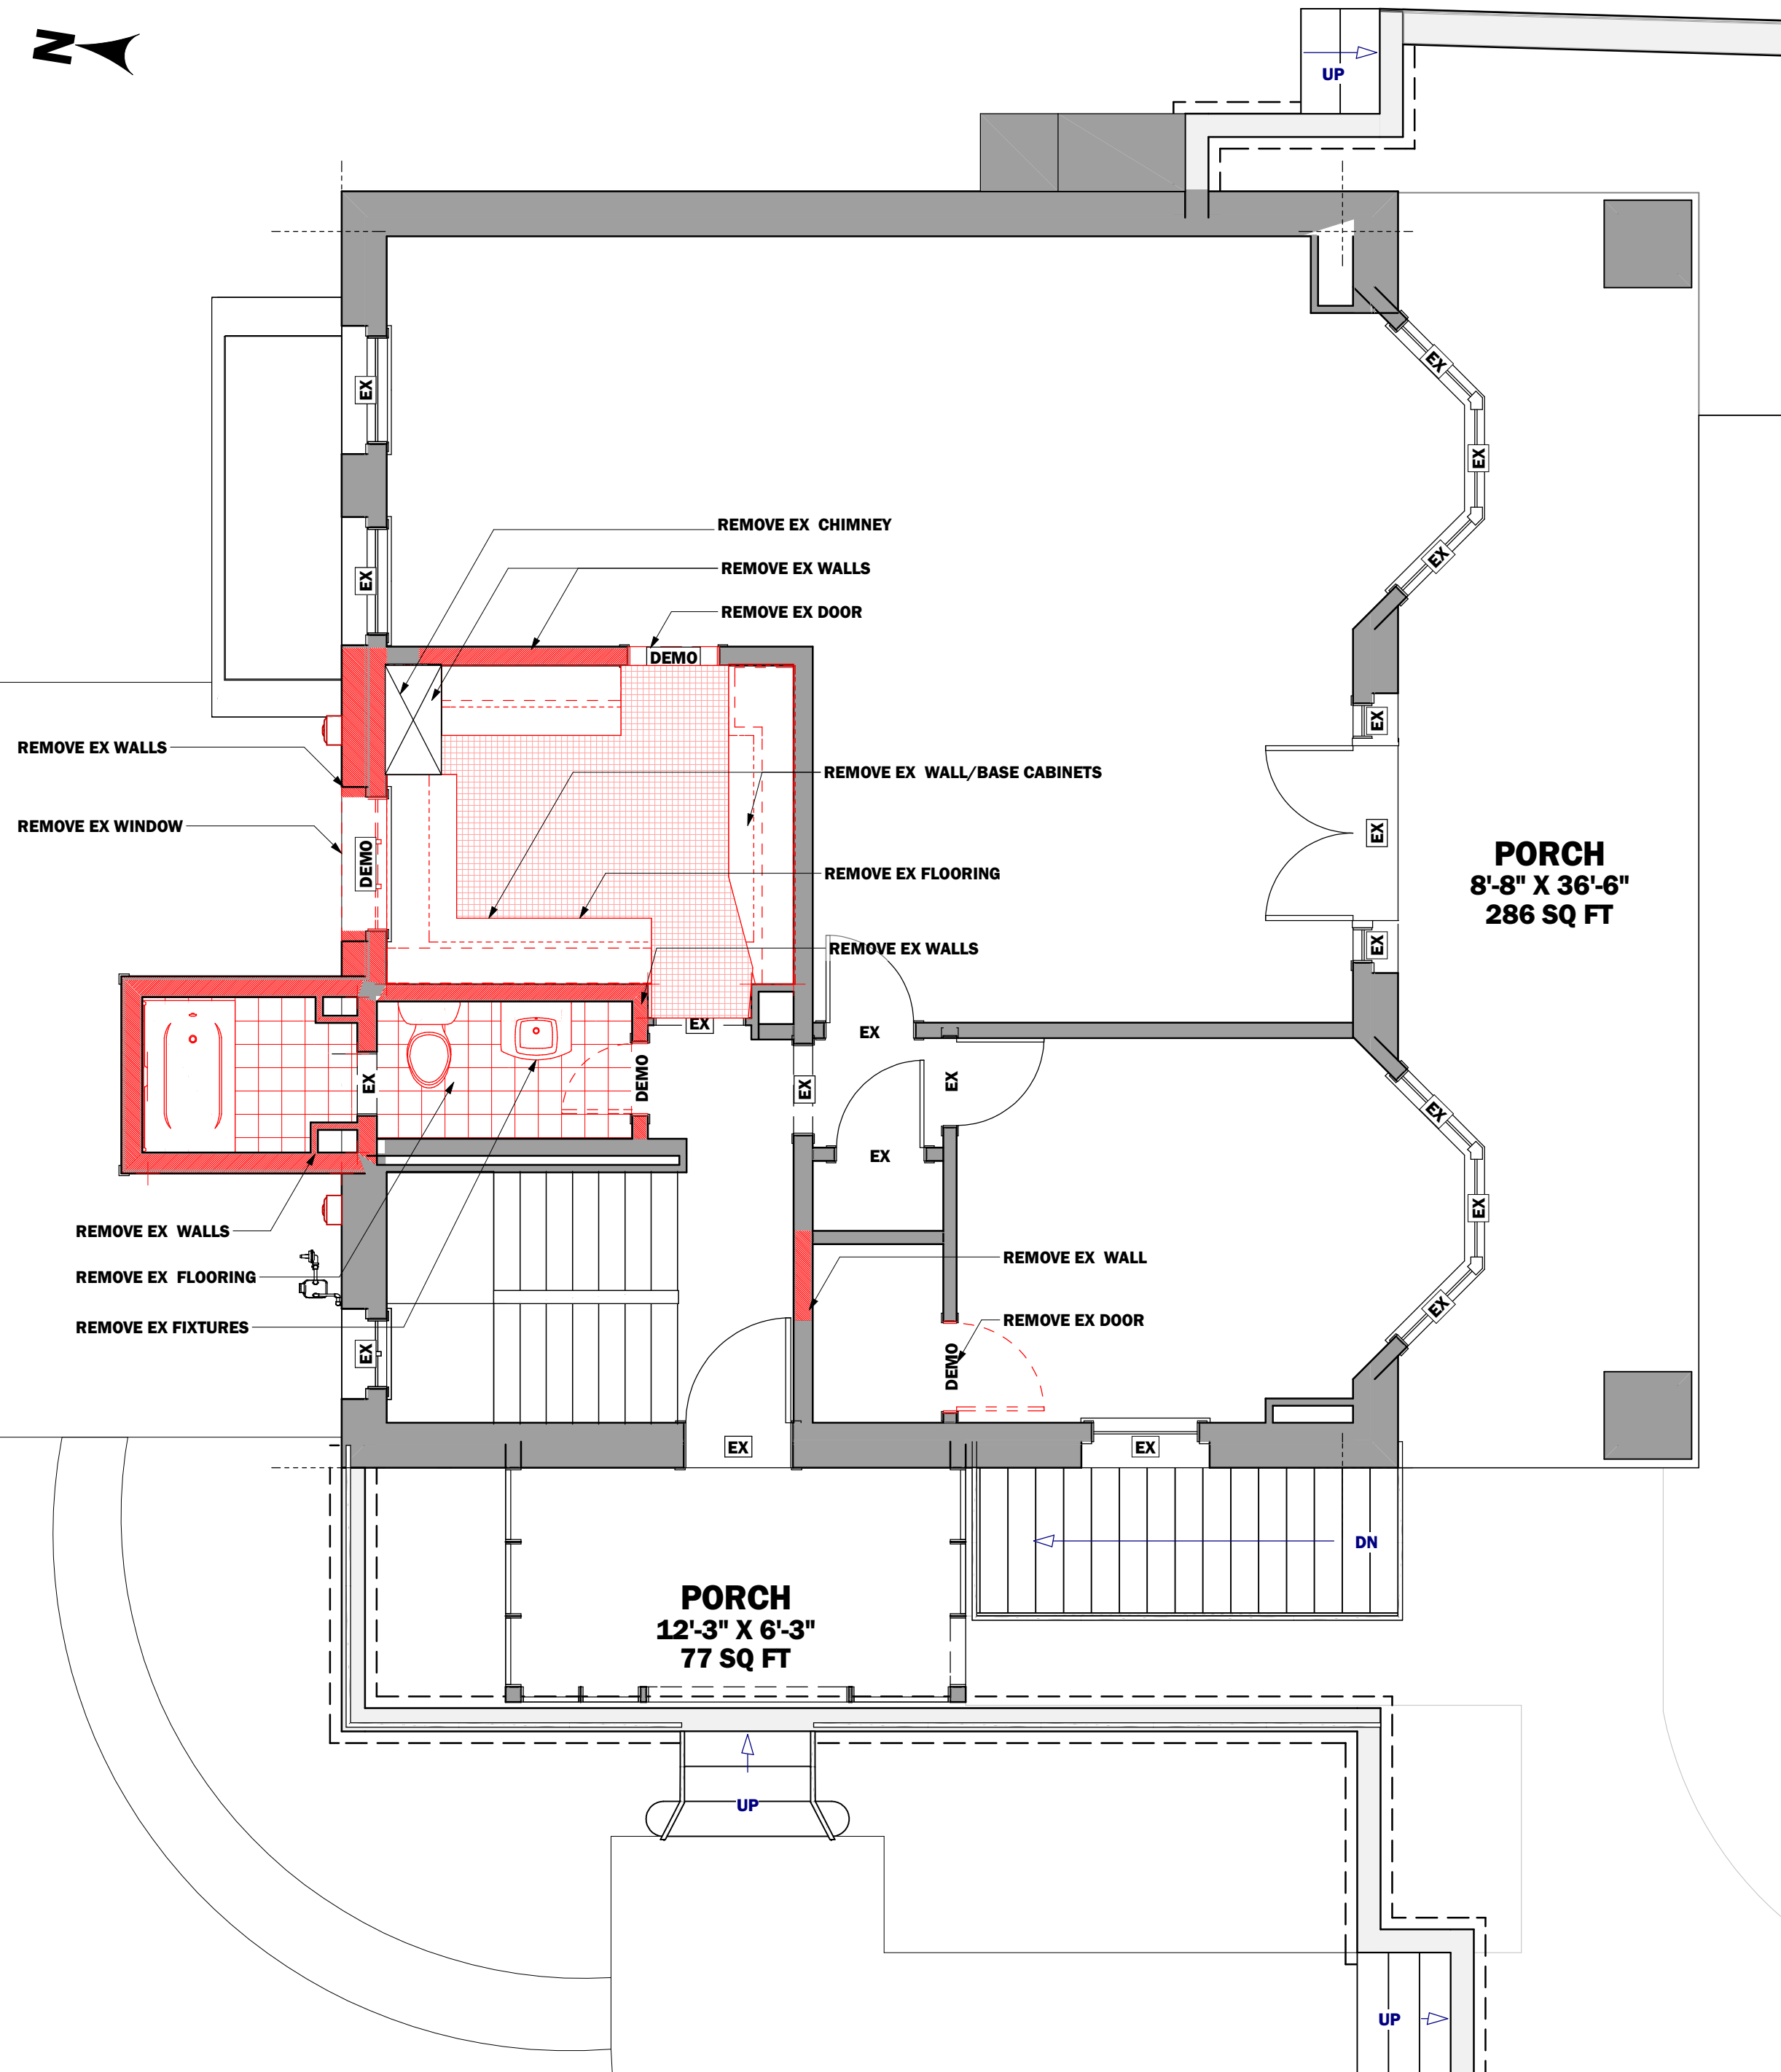 N
UP
EX
EX
EX
EX
EX
REMOVE EX CHIMNEY
REMOVE EX WALLS
REMOVE EX DOOR
DEMO
EX
REMOVE EX WALLS
REMOVE EX WALL/BASE CABINETS
REMOVE EX WINDOW
DEMO
EX
PORCH
8'-8" X 36'-6"
286 SQ FT
REMOVE EX FLOORING
REMOVE EX WALLS
EX
EX
EX
EX
DEMO
EX
EX
EX
EX
EX
EX
REMOVE EX WALLS
REMOVE EX WALL
REMOVE EX FLOORING
REMOVE EX FIXTURES
REMOVE EX DOOR
EX
EX
DEMO
EX
EX
DN
PORCH
12'-3" X 6'-3"
77 SQ FT
UP
UP